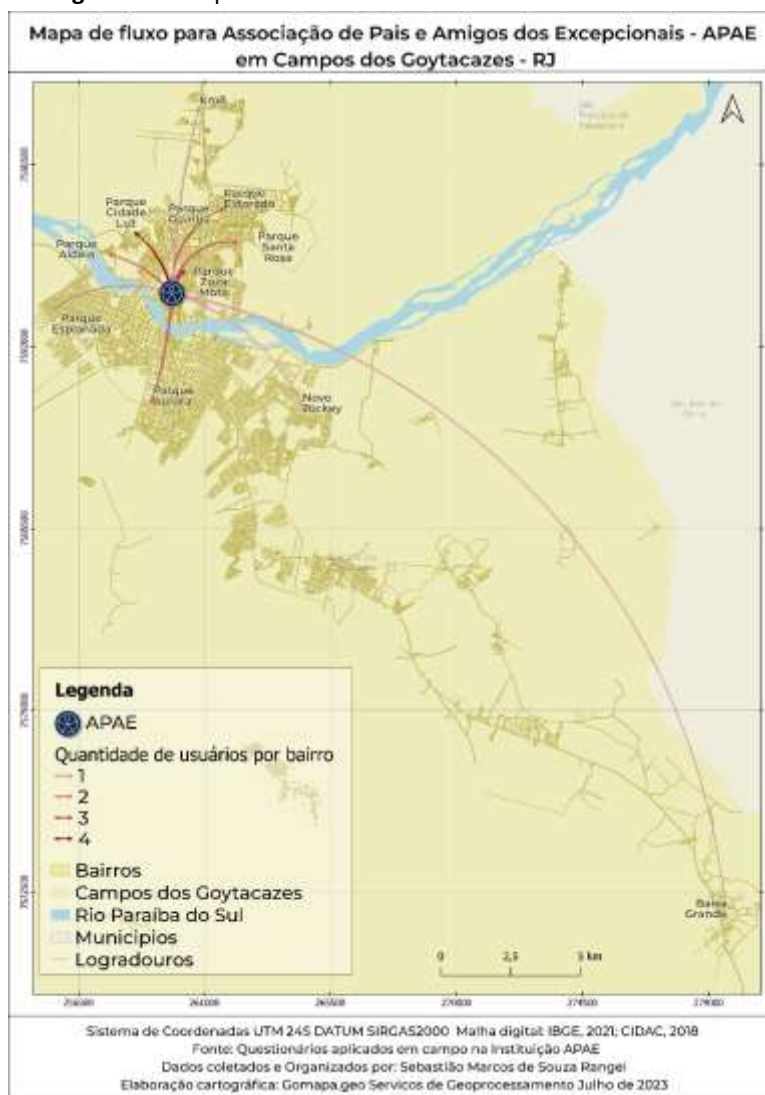 Mapa de fluxo para Associação de Pais e Amigos dos Excepcionais - APAE
em Campos dos Goytacazes - RJ
Parque
Cidade
Luz
Parque
Eldorado
Parque
Parque
Santa
Rosa
Parque
Aldeia
Parque
Zuza
Mota
Parque
Esplanada
Parque
Aurora
Novo
Jockey
Baixa
Grande
Legenda
APAE
Quantidade de usuários por bairro
1
2
3
4
Bairros
Campos dos Goytacazes
Rio Paraíba do Sul
Municipios
Logradouros
0 2,5 5 km
264000
Sistema de Coordenadas UTM 24S DATUM SIRGAS2000 Malha digital: IBGE, 2021; CIDAC, 2018
Fonte: Questionários aplicados em campo na Instituição APAE
Dados coletados e Organizados por: Sebastião Marcos de Souza Rangel
Elaboração cartográfica: Gomapa.geo Servicos de Geoprocessamento Julho de 2023